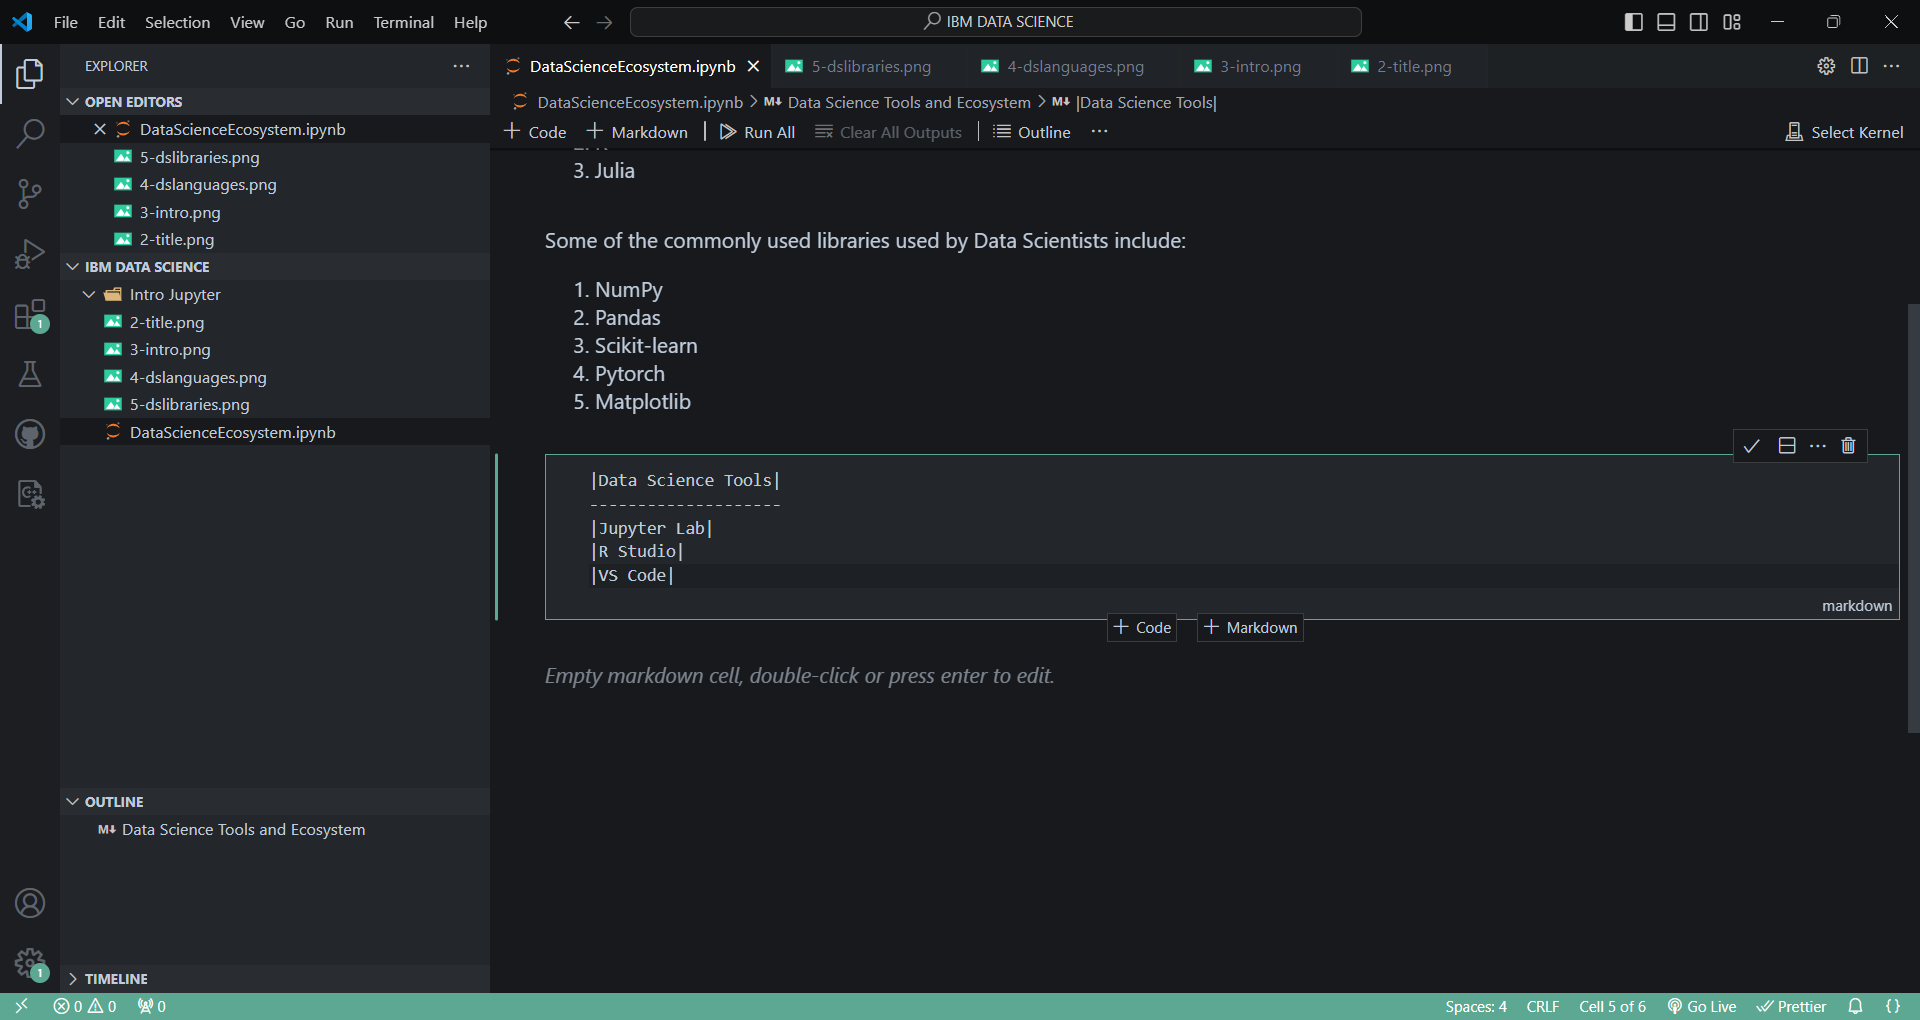 File Edit Selection View Go Run Terminal Help
IBM DATA SCIENCE
EXPLORER
OPEN EDITORS
DataScienceEcosystem.ipynb
5-dslibraries.png
4-dslanguages.png
3-intro.png
2-title.png
IBM DATA SCIENCE
Intro Jupyter
2-title.png
3-intro.png
4-dslanguages.png
5-dslibraries.png
DataScienceEcosystem.ipynb
OUTLINE
M↓ Data Science Tools and Ecosystem
TIMELINE
1
1
DataScienceEcosystem.ipynb 5-dslibraries.png 4-dslanguages.png 3-intro.png 2-title.png
DataScienceEcosystem.ipynb > M↓ Data Science Tools and Ecosystem > M↓ |Data Science Tools|
+ Code + Markdown | Run All Clear All Outputs | Outline ··· Select Kernel
3. Julia
Some of the commonly used libraries used by Data Scientists include:
1. NumPy
2. Pandas
3. Scikit-learn
4. Pytorch
5. Matplotlib
|Data Science Tools|
--------------------
|Jupyter Lab|
|R Studio|
|VS Code|
markdown
+ Code + Markdown
Empty markdown cell, double-click or press enter to edit.
0 0 0 Spaces: 4 CRLF Cell 5 of 6 Go Live Prettier {}